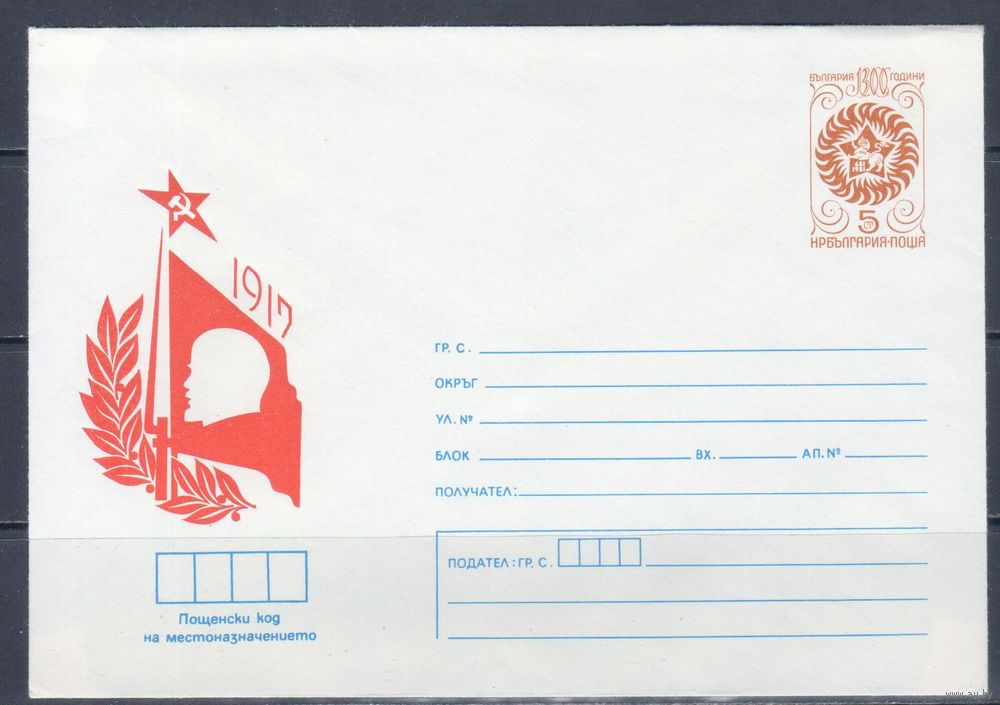 БЪЛГАРИЯ 1300 ГОДИНИ
5 СТ
НРБЪЛГАРИЯ·ПОЩА
1917
ГР. С.
ОКРЪГ
УЛ. №
БЛОК ВХ. АП. №
ПОЛУЧАТЕЛ:
ПОДАТЕЛ: ГР. С.
Пощенски код
на местоназначението